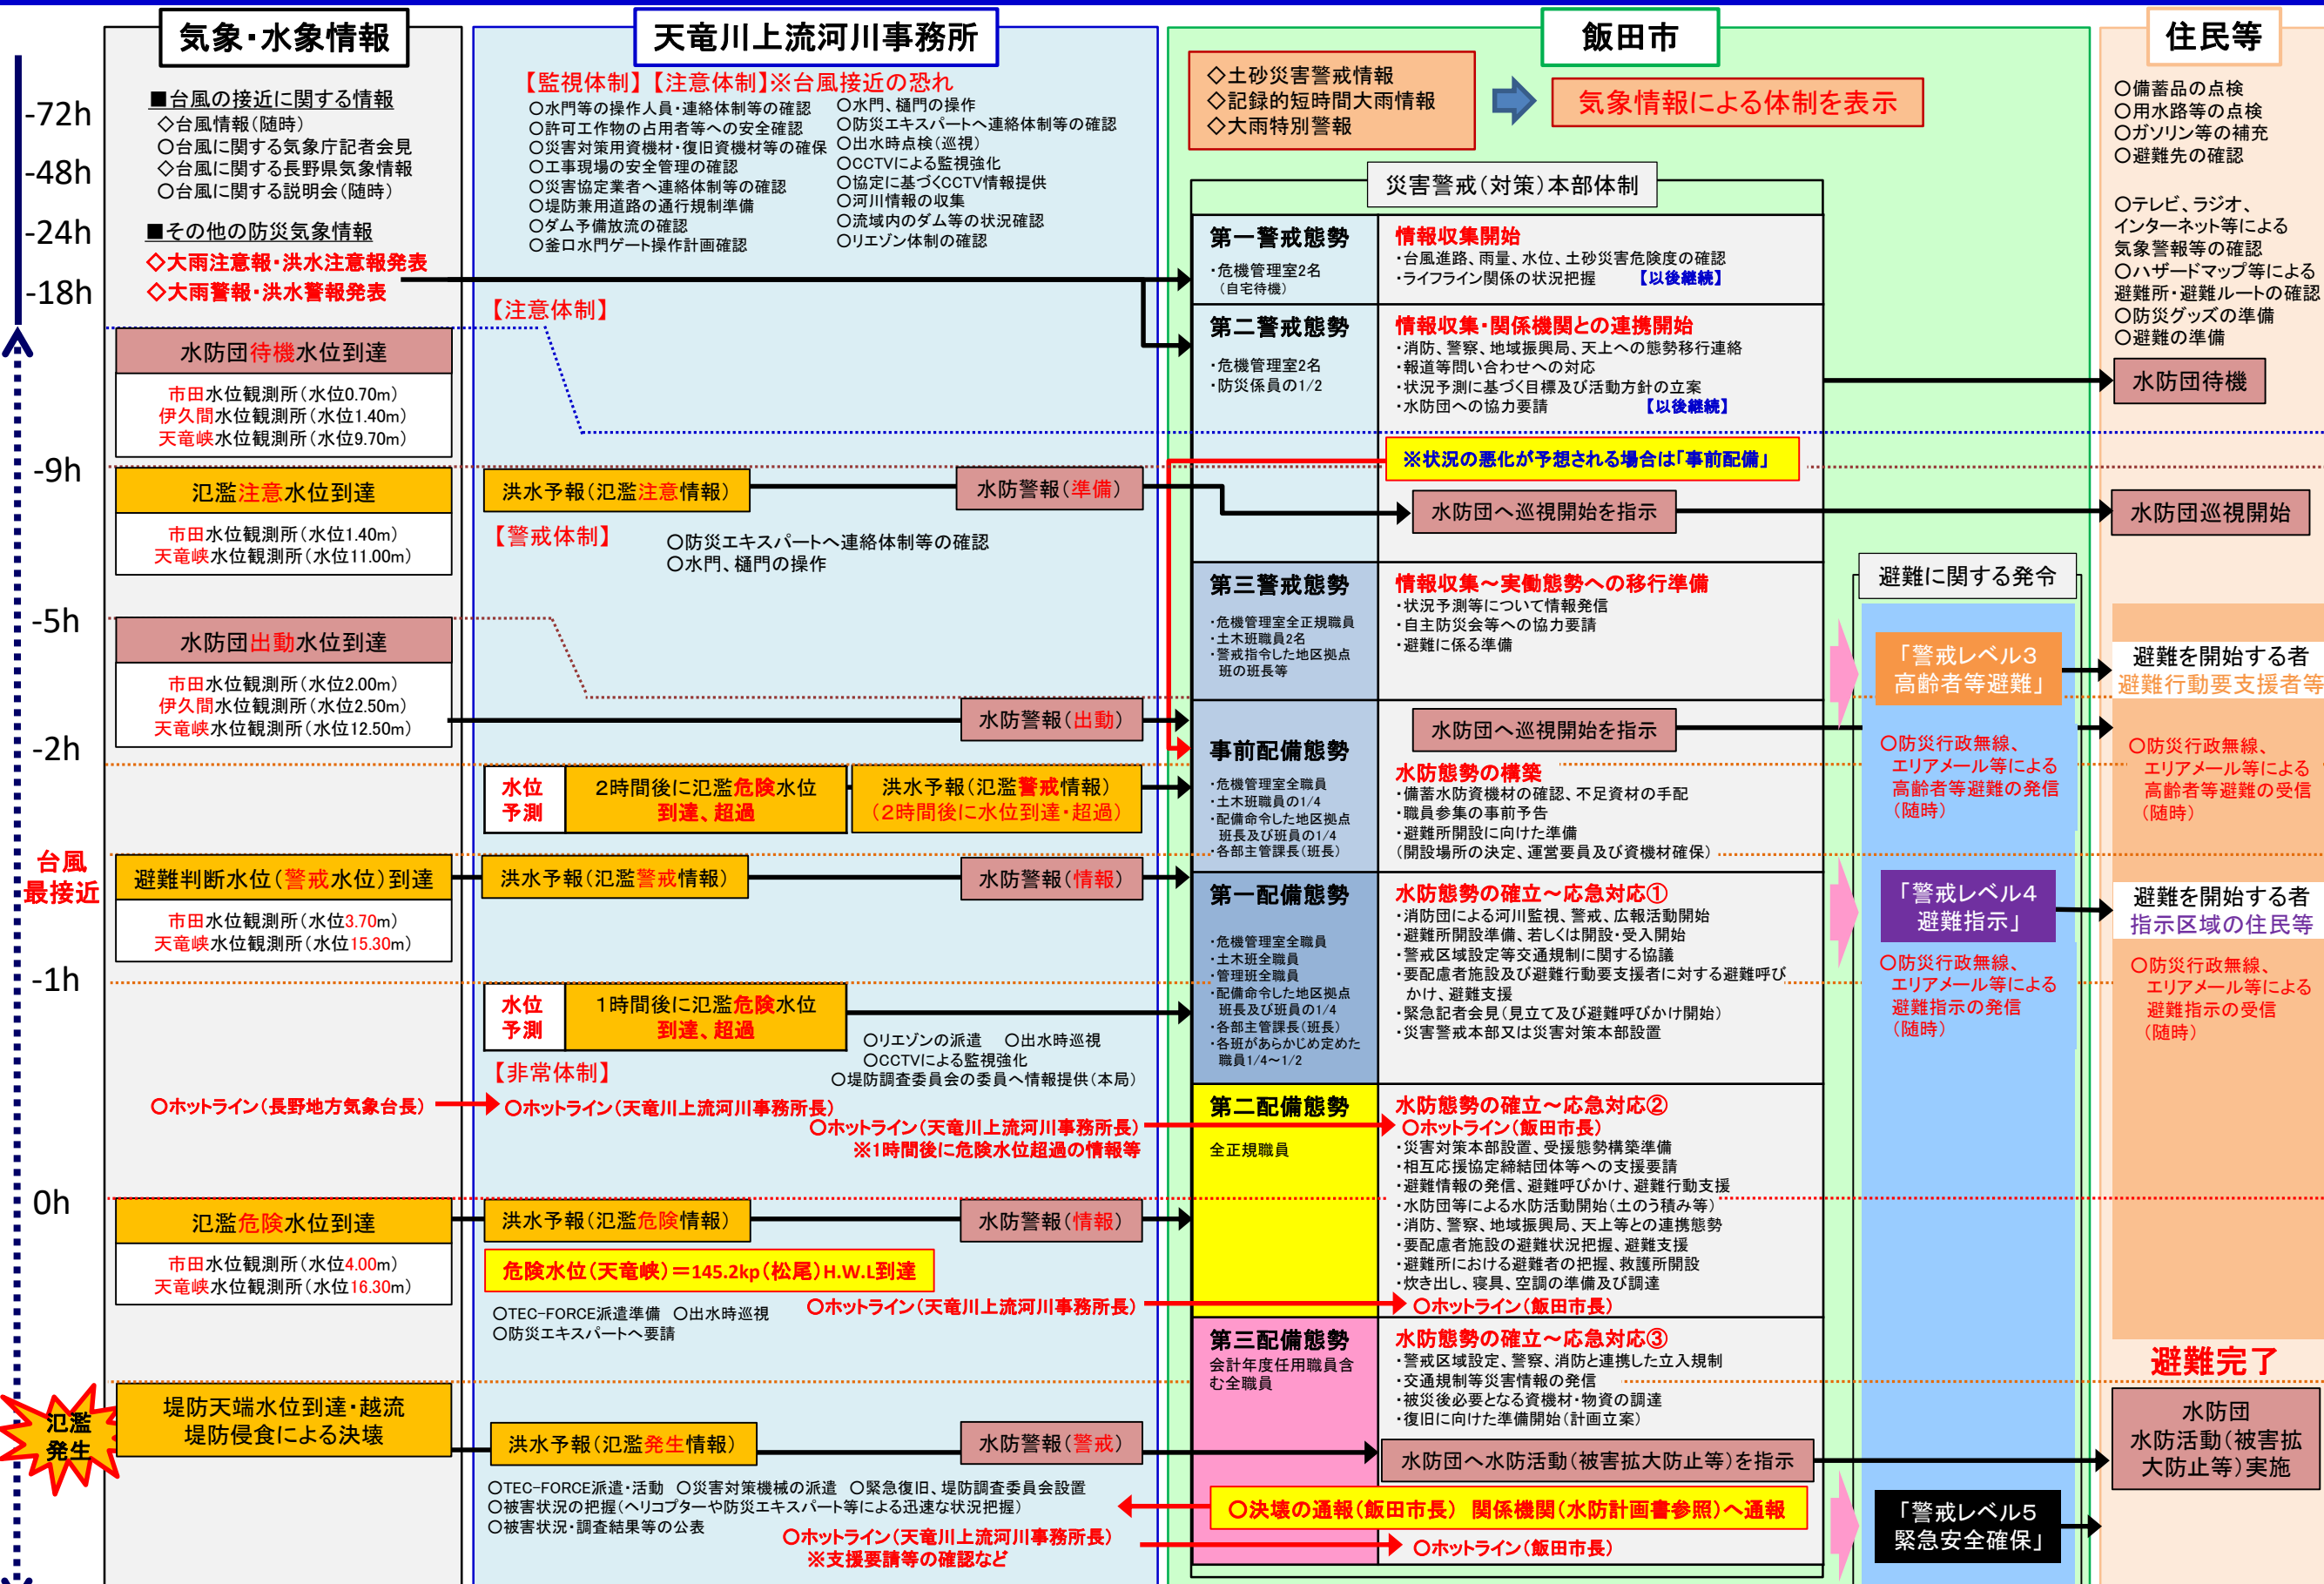 気象・水象情報
天竜川上流河川事務所
飯田市
住民等
-72h
-48h
-24h
-18h
-9h
-5h
-2h
台風
最接近
-1h
0h
氾濫
発生
■台風の接近に関する情報
◇台風情報(随時)
○台風に関する気象庁記者会見
◇台風に関する長野県気象情報
○台風に関する説明会(随時)
■その他の防災気象情報
◇大雨注意報・洪水注意報発表
◇大雨警報・洪水警報発表
水防団待機水位到達
市田水位観測所(水位0.70m)
伊久間水位観測所(水位1.40m)
天竜峡水位観測所(水位9.70m)
氾濫注意水位到達
市田水位観測所(水位1.40m)
天竜峡水位観測所(水位11.00m)
水防団出動水位到達
市田水位観測所(水位2.00m)
伊久間水位観測所(水位2.50m)
天竜峡水位観測所(水位12.50m)
避難判断水位(警戒水位)到達
市田水位観測所(水位3.70m)
天竜峡水位観測所(水位15.30m)
○ホットライン(長野地方気象台長)
氾濫危険水位到達
市田水位観測所(水位4.00m)
天竜峡水位観測所(水位16.30m)
堤防天端水位到達・越流
堤防侵食による決壊
【監視体制】【注意体制】※台風接近の恐れ
○水門等の操作人員・連絡体制等の確認
○許可工作物の占用者等への安全確認
○災害対策用資機材・復旧資機材等の確保
○工事現場の安全管理の確認
○災害協定業者へ連絡体制等の確認
○堤防兼用道路の通行規制準備
○ダム予備放流の確認
○釜口水門ゲート操作計画確認
○水門、樋門の操作
○防災エキスパートへ連絡体制等の確認
○出水時点検(巡視)
○CCTVによる監視強化
○協定に基づくCCTV情報提供
○河川情報の収集
○流域内のダム等の状況確認
○リエゾン体制の確認
【注意体制】
洪水予報(氾濫注意情報)
水防警報(準備)
【警戒体制】
○防災エキスパートへ連絡体制等の確認
○水門、樋門の操作
水防警報(出動)
水位
予測
2時間後に氾濫危険水位
到達、超過
洪水予報(氾濫警戒情報)
(2時間後に水位到達・超過)
洪水予報(氾濫警戒情報)
水防警報(情報)
水位
予測
1時間後に氾濫危険水位
到達、超過
○リエゾンの派遣 ○出水時巡視
○CCTVによる監視強化
○堤防調査委員会の委員へ情報提供(本局)
【非常体制】
○ホットライン(天竜川上流河川事務所長)
○ホットライン(天竜川上流河川事務所長)
※1時間後に危険水位超過の情報等
洪水予報(氾濫危険情報)
水防警報(情報)
危険水位(天竜峡)=145.2kp(松尾)H.W.L到達
○TEC-FORCE派遣準備 ○出水時巡視
○防災エキスパートへ要請
○ホットライン(天竜川上流河川事務所長)
洪水予報(氾濫発生情報)
水防警報(警戒)
○TEC-FORCE派遣・活動 ○災害対策機械の派遣 ○緊急復旧、堤防調査委員会設置
○被害状況の把握(ヘリコプターや防災エキスパート等による迅速な状況把握)
○被害状況・調査結果等の公表
○ホットライン(天竜川上流河川事務所長)
※支援要請等の確認など
◇土砂災害警戒情報
◇記録的短時間大雨情報
◇大雨特別警報
気象情報による体制を表示
災害警戒(対策)本部体制
第一警戒態勢
・危機管理室2名
(自宅待機)
情報収集開始
・台風進路、雨量、水位、土砂災害危険度の確認
・ライフライン関係の状況把握 【以後継続】
第二警戒態勢
・危機管理室2名
・防災係員の1/2
情報収集・関係機関との連携開始
・消防、警察、地域振興局、天上への態勢移行連絡
・報道等問い合わせへの対応
・状況予測に基づく目標及び活動方針の立案
・水防団への協力要請 【以後継続】
※状況の悪化が予想される場合は「事前配備」
水防団へ巡視開始を指示
第三警戒態勢
・危機管理室全正規職員
・土木班職員2名
・警戒指令した地区拠点
班の班長等
情報収集～実働態勢への移行準備
・状況予測等について情報発信
・自主防災会等への協力要請
・避難に係る準備
事前配備態勢
・危機管理室全職員
・土木班職員の1/4
・配備命令した地区拠点
班長及び班員の1/4
・各部主管課長(班長)
水防団へ巡視開始を指示
水防態勢の構築
・備蓄水防資機材の確認、不足資材の手配
・職員参集の事前予告
・避難所開設に向けた準備
(開設場所の決定、運営要員及び資機材確保)
第一配備態勢
・危機管理室全職員
・土木班全職員
・管理班全職員
・配備命令した地区拠点
班長及び班員の1/4
・各部主管課長(班長)
・各班があらかじめ定めた
職員1/4～1/2
水防態勢の確立～応急対応①
・消防団による河川監視、警戒、広報活動開始
・避難所開設準備、若しくは開設・受入開始
・警戒区域設定等交通規制に関する協議
・要配慮者施設及び避難行動要支援者に対する避難呼び
かけ、避難支援
・緊急記者会見(見立て及び避難呼びかけ開始)
・災害警戒本部又は災害対策本部設置
第二配備態勢
全正規職員
水防態勢の確立～応急対応②
○ホットライン(飯田市長)
・災害対策本部設置、受援態勢構築準備
・相互応援協定締結団体等への支援要請
・避難情報の発信、避難呼びかけ、避難行動支援
・水防団等による水防活動開始(土のう積み等)
・消防、警察、地域振興局、天上等との連携態勢
・要配慮者施設の避難状況把握、避難支援
・避難所における避難者の把握、救護所開設
・炊き出し、寝具、空調の準備及び調達
○ホットライン(飯田市長)
第三配備態勢
会計年度任用職員含
む全職員
水防態勢の確立～応急対応③
・警戒区域設定、警察、消防と連携した立入規制
・交通規制等災害情報の発信
・被災後必要となる資機材・物資の調達
・復旧に向けた準備開始(計画立案)
水防団へ水防活動(被害拡大防止等)を指示
○決壊の通報(飯田市長) 関係機関(水防計画書参照)へ通報
○ホットライン(飯田市長)
避難に関する発令
「警戒レベル3
高齢者等避難」
○防災行政無線、
エリアメール等による
高齢者等避難の発信
(随時)
「警戒レベル4
避難指示」
○防災行政無線、
エリアメール等による
避難指示の発信
(随時)
「警戒レベル5
緊急安全確保」
○備蓄品の点検
○用水路等の点検
○ガソリン等の補充
○避難先の確認
○テレビ、ラジオ、
インターネット等による
気象警報等の確認
○ハザードマップ等による
避難所・避難ルートの確認
○防災グッズの準備
○避難の準備
水防団待機
水防団巡視開始
避難を開始する者
避難行動要支援者等
○防災行政無線、
エリアメール等による
高齢者等避難の受信
(随時)
避難を開始する者
指示区域の住民等
○防災行政無線、
エリアメール等による
避難指示の受信
(随時)
避難完了
水防団
水防活動(被害拡
大防止等)実施